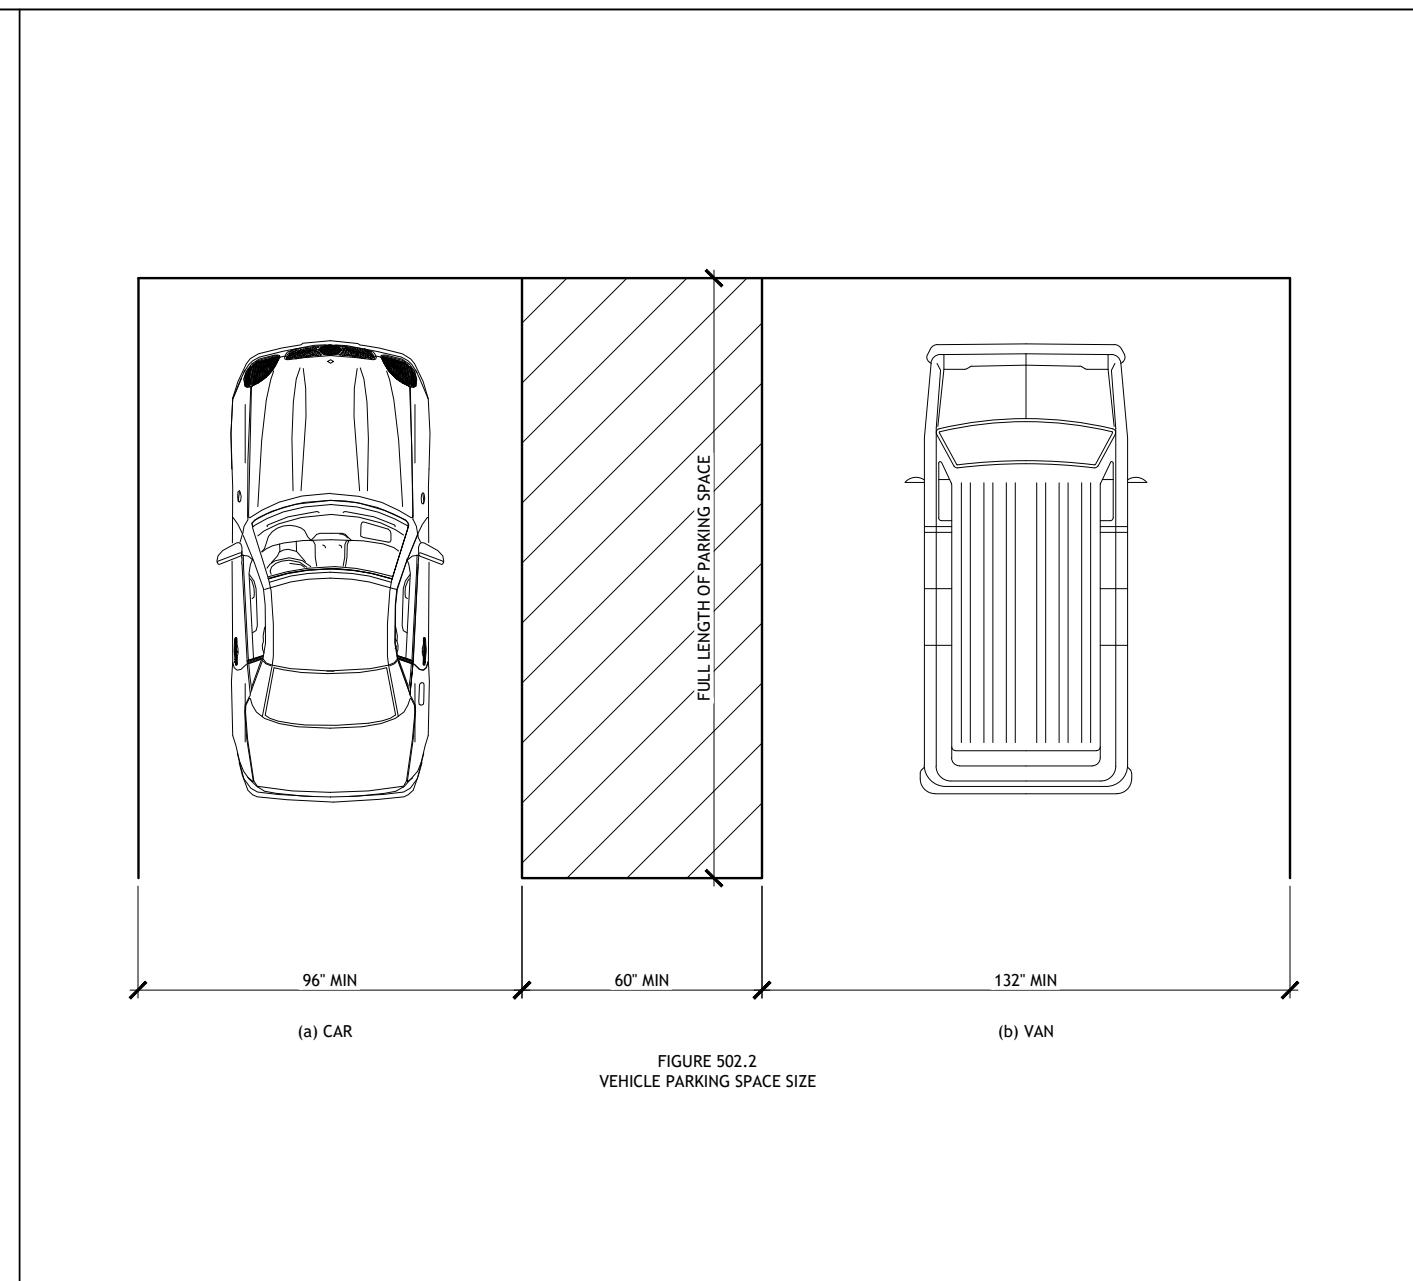 FULL LENGTH OF PARKING SPACE
96" MIN
60" MIN
132" MIN
(a) CAR
(b) VAN
FIGURE 502.2
VEHICLE PARKING SPACE SIZE